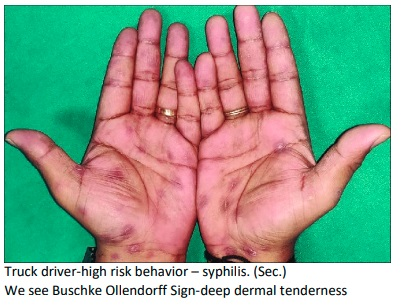 Truck driver-high risk behavior – syphilis. (Sec.)
We see Buschke Ollendorff Sign-deep dermal tenderness